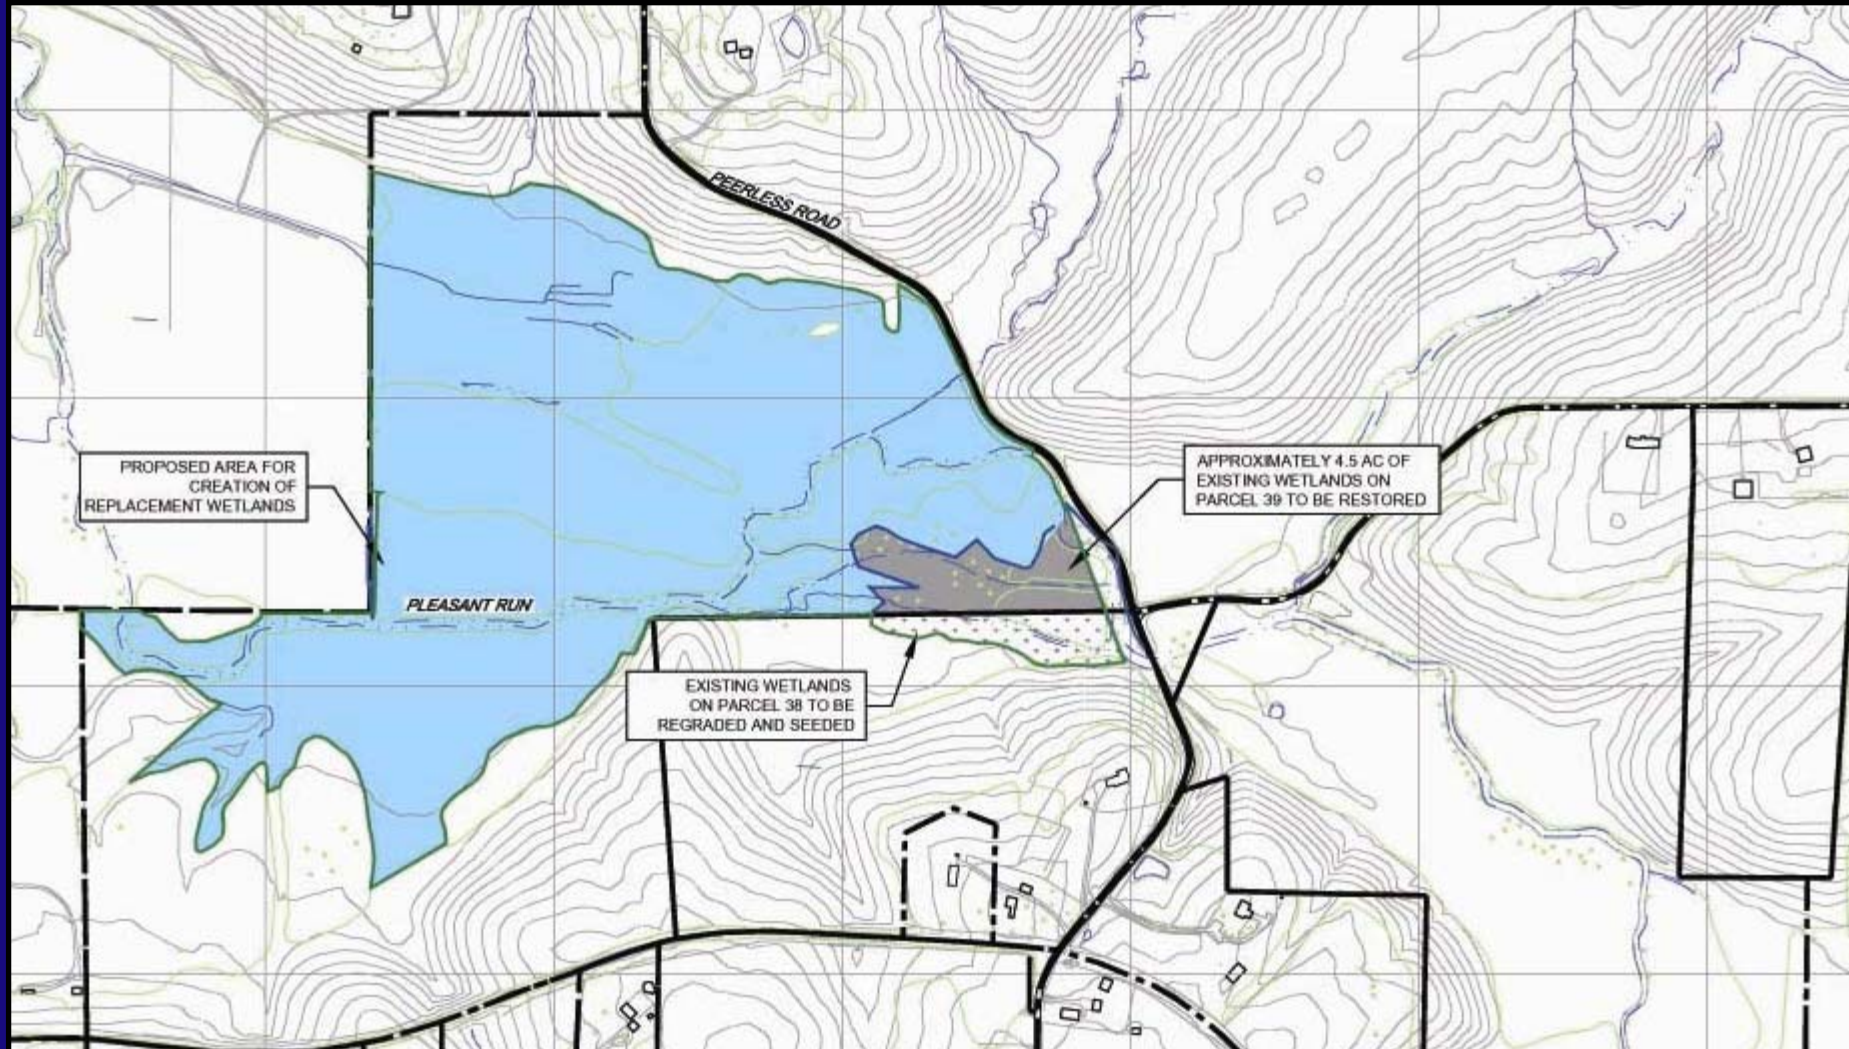 PEERLESS ROAD
PROPOSED AREA FOR
CREATION OF
REPLACEMENT WETLANDS
APPROXIMATELY 4.5 AC OF
EXISTING WETLANDS ON
PARCEL 39 TO BE RESTORED
PLEASANT RUN
EXISTING WETLANDS
ON PARCEL 38 TO BE
REGRADED AND SEEDED